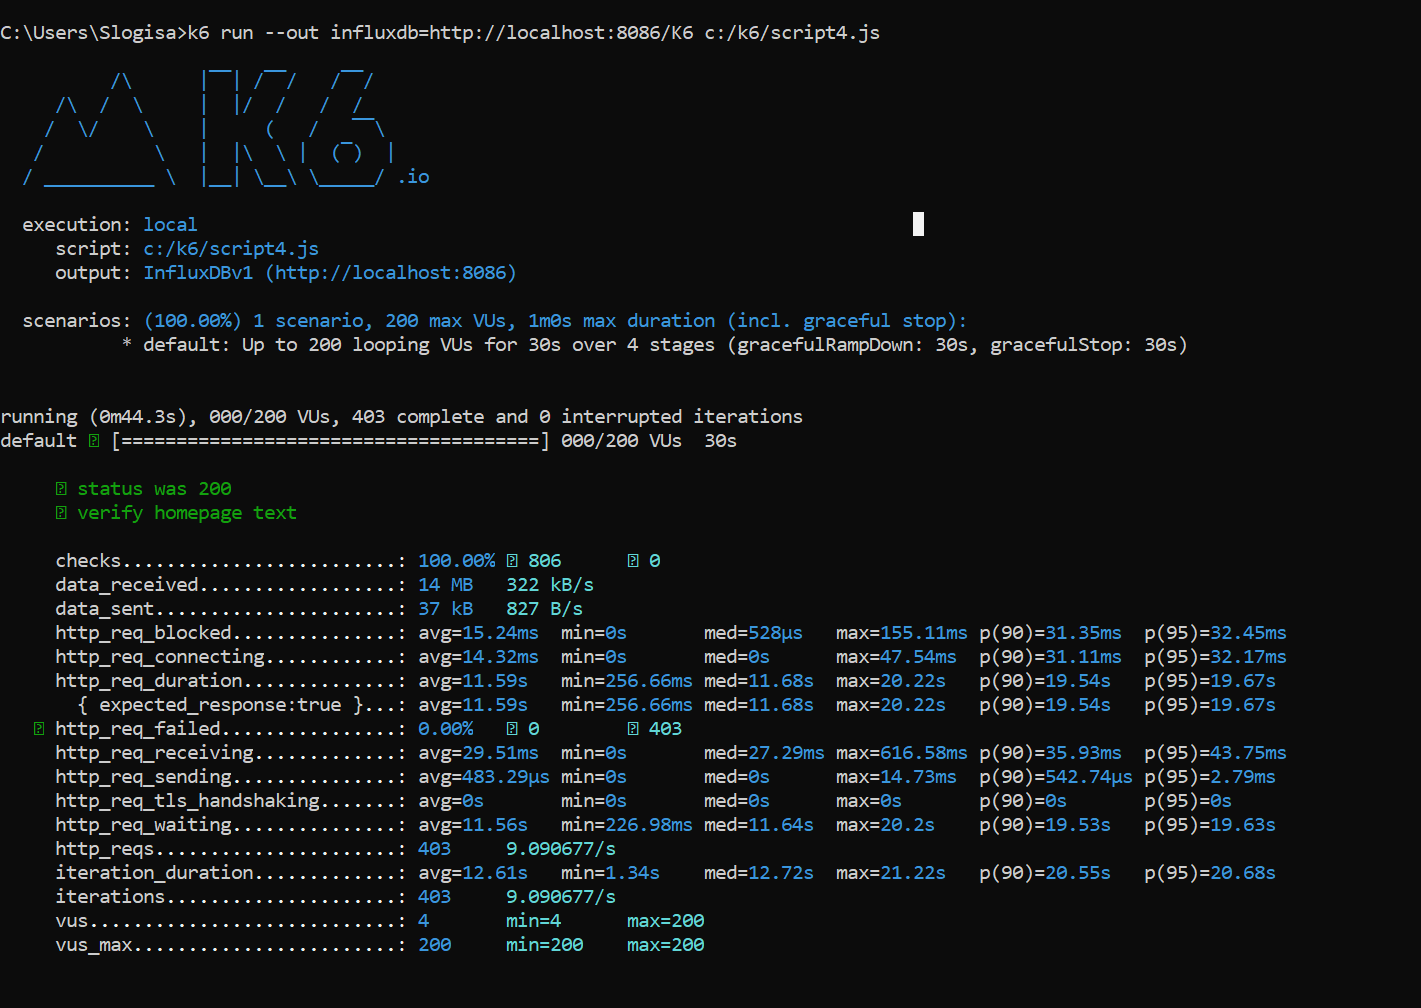 C:\Users\Slogisa>k6 run --out influxdb=http://localhost:8086/K6 c:/k6/script4.js
.io
execution: local
script: c:/k6/script4.js
output: InfluxDBv1 (http://localhost:8086)
scenarios: (100.00%) 1 scenario, 200 max VUs, 1m0s max duration (incl. graceful stop):
* default: Up to 200 looping VUs for 30s over 4 stages (gracefulRampDown: 30s, gracefulStop: 30s)
running (0m44.3s), 000/200 VUs, 403 complete and 0 interrupted iterations
default [======================================] 000/200 VUs  30s
status was 200
verify homepage text
checks.........................: 100.00% 806 0
data_received..................: 14 MB 322 kB/s
data_sent......................: 37 kB 827 B/s
http_req_blocked...............: avg=15.24ms min=0s med=528µs max=155.11ms p(90)=31.35ms p(95)=32.45ms
http_req_connecting............: avg=14.32ms min=0s med=0s max=47.54ms p(90)=31.11ms p(95)=32.17ms
http_req_duration..............: avg=11.59s min=256.66ms med=11.68s max=20.22s p(90)=19.54s p(95)=19.67s
{ expected_response:true }...: avg=11.59s min=256.66ms med=11.68s max=20.22s p(90)=19.54s p(95)=19.67s
http_req_failed................: 0.00% 0 403
http_req_receiving.............: avg=29.51ms min=0s med=27.29ms max=616.58ms p(90)=35.93ms p(95)=43.75ms
http_req_sending...............: avg=483.29µs min=0s med=0s max=14.73ms p(90)=542.74µs p(95)=2.79ms
http_req_tls_handshaking.......: avg=0s min=0s med=0s max=0s p(90)=0s p(95)=0s
http_req_waiting...............: avg=11.56s min=226.98ms med=11.64s max=20.2s p(90)=19.53s p(95)=19.63s
http_reqs......................: 403 9.090677/s
iteration_duration.............: avg=12.61s min=1.34s med=12.72s max=21.22s p(90)=20.55s p(95)=20.68s
iterations.....................: 403 9.090677/s
vus............................: 4 min=4 max=200
vus_max........................: 200 min=200 max=200